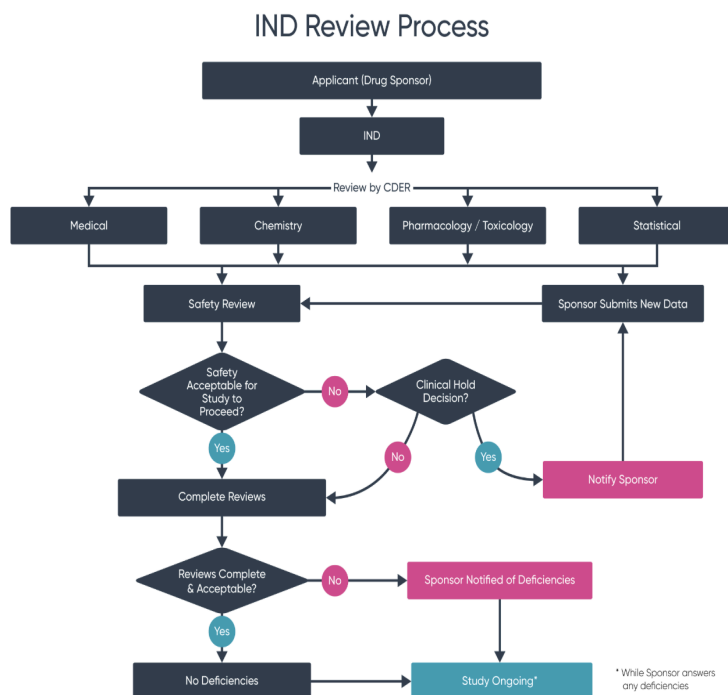 IND Review Process
Applicant (Drug Sponsor)
IND
Review by CDER
Medical
Chemistry
Pharmacology / Toxicology
Statistical
Safety Review
Sponsor Submits New Data
Safety
Acceptable for
Study to
Proceed?
No
Clinical Hold
Decision?
Yes
No
Yes
Complete Reviews
Notify Sponsor
Reviews Complete
& Acceptable?
No
Sponsor Notified of Deficiencies
Yes
No Deficiencies
Study Ongoing*
* While Sponsor answers
any deficiencies